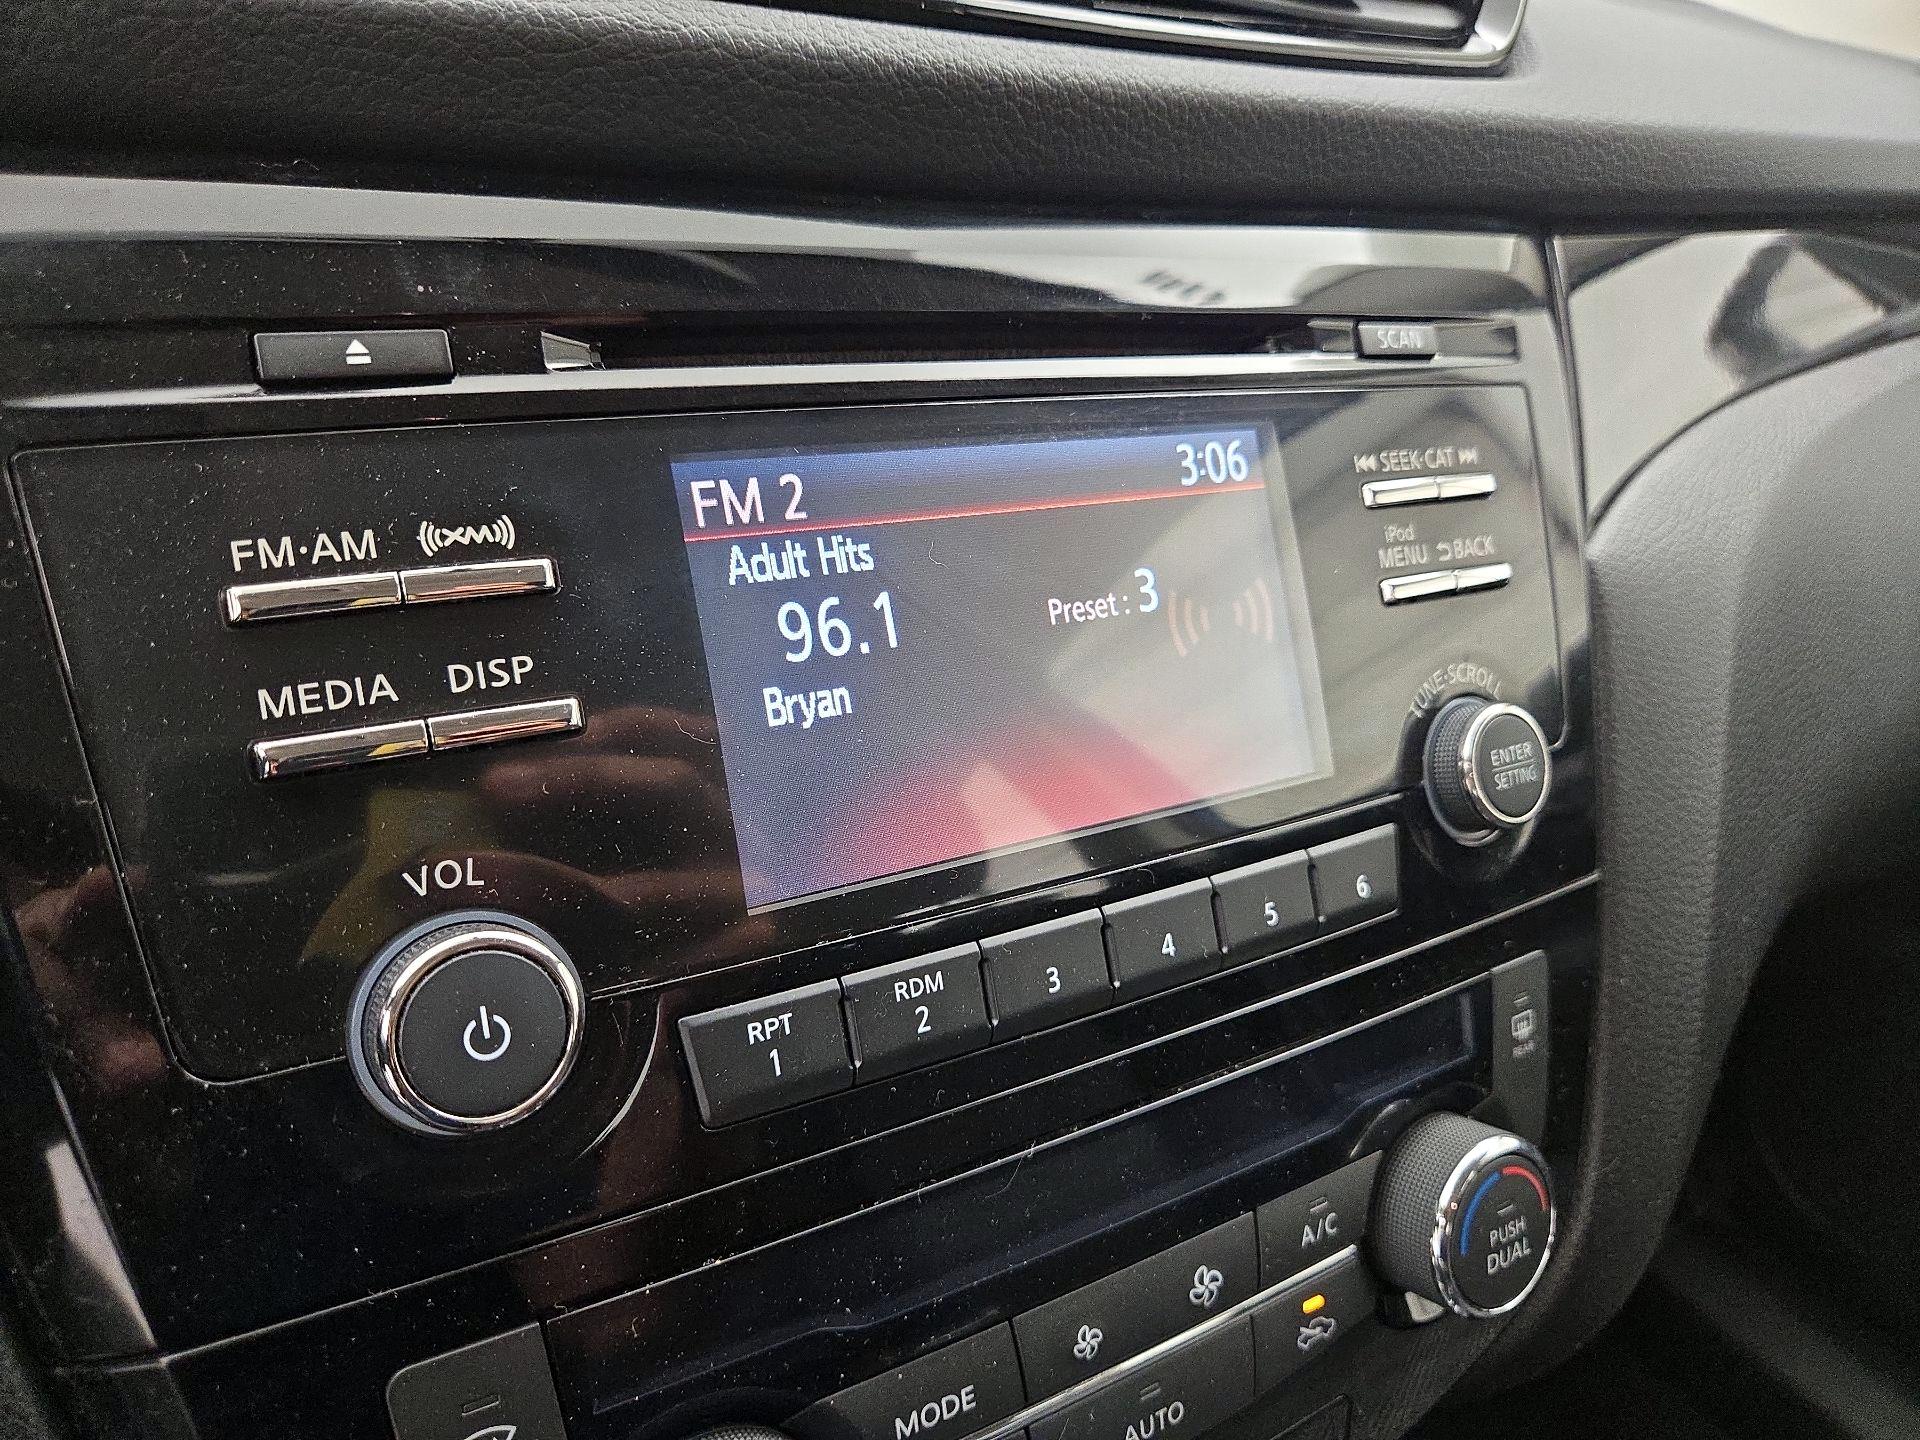 SCAN
FM 2
3:06
SEEK·CAT
iPod
MENU BACK
FM·AM
((XM))
Adult Hits
96.1
Preset : 3
Bryan
MEDIA
DISP
TUNE·SCROLL
ENTER
SETTING
VOL
RPT
1
RDM
2
3
4
5
6
REAR
A/C
PUSH
DUAL
MODE
AUTO